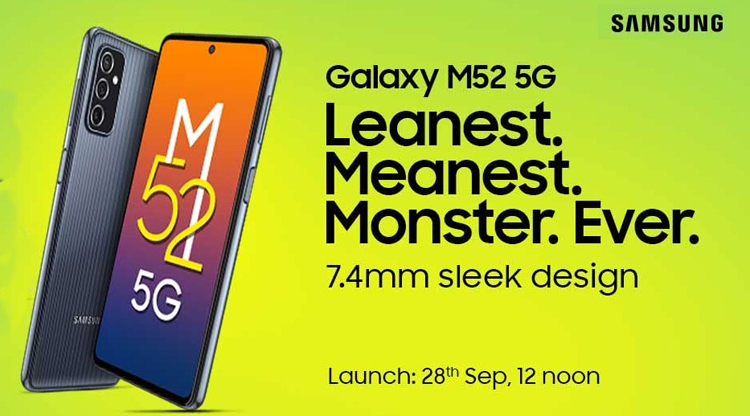 SAMSUNG
Galaxy M52 5G
Leanest.
Meanest.
Monster. Ever.
7.4mm sleek design
Launch: 28th Sep, 12 noon
M
52
5G
SAMSUNG